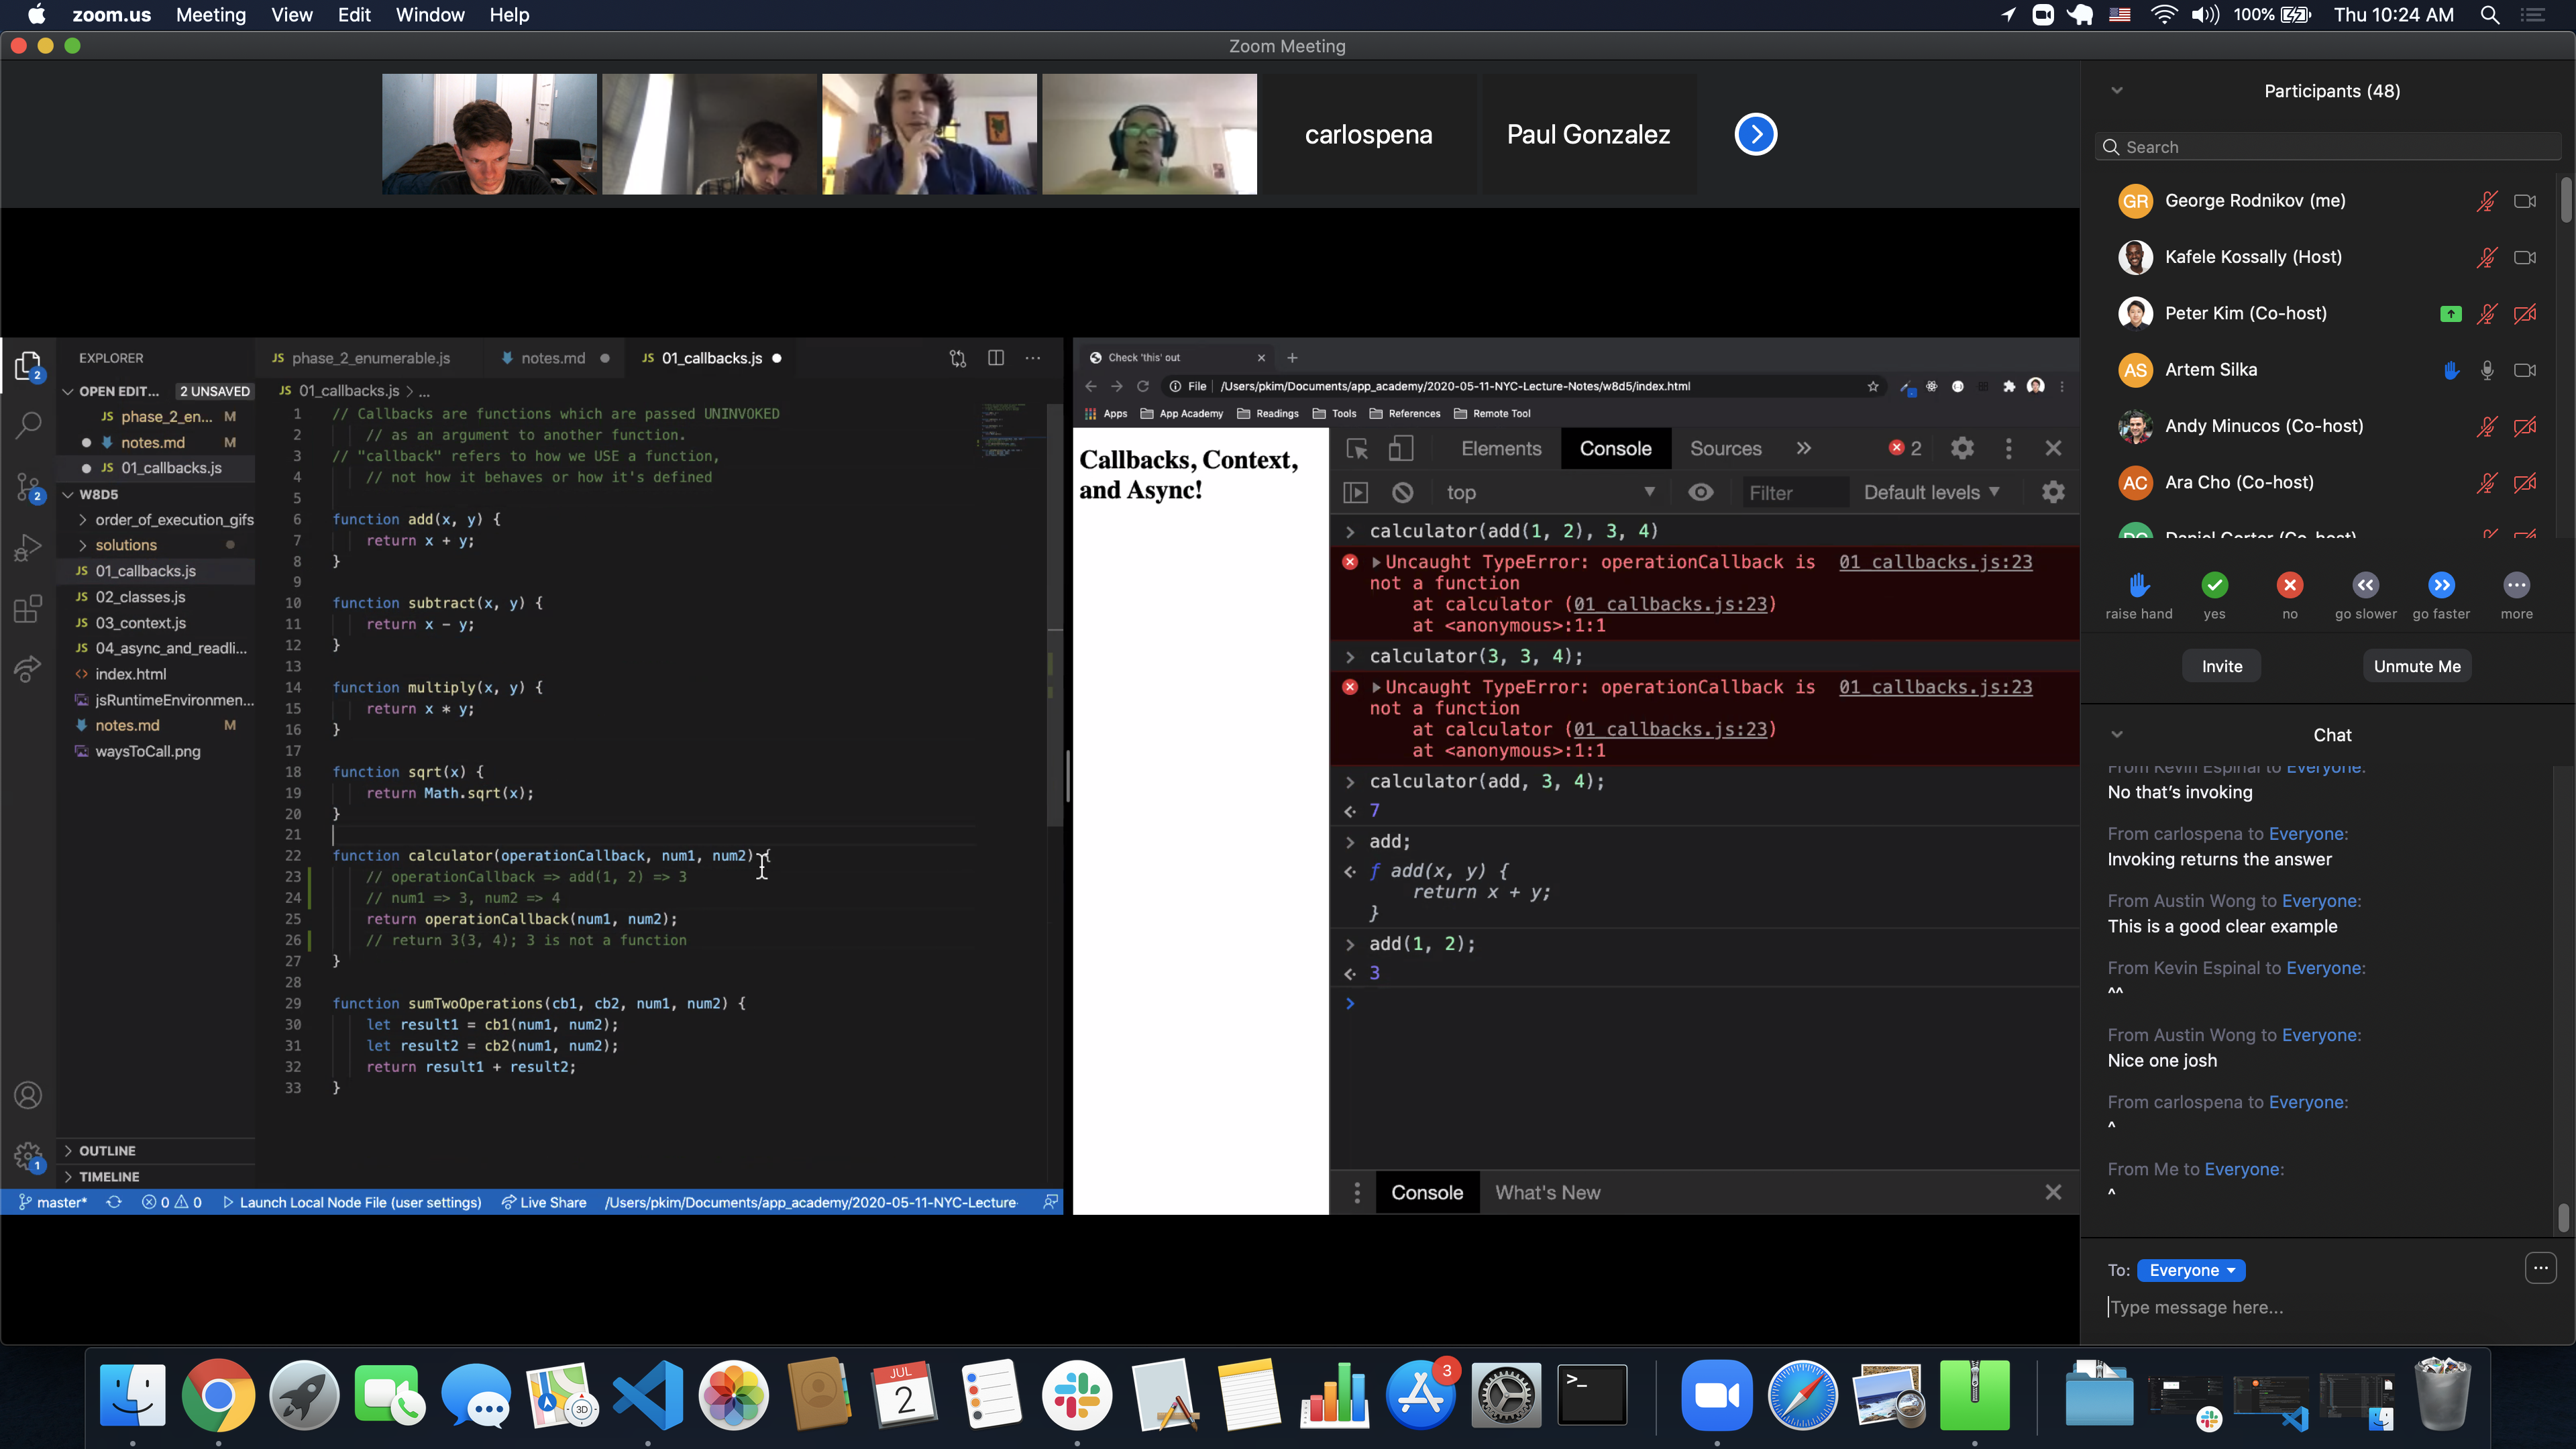 zoom.us Meeting View Edit Window Help
100% Thu 10:24 AM
Zoom Meeting
carlospena
Paul Gonzalez
EXPLORER
OPEN EDIT... 2 UNSAVED
JS phase_2_en... M
notes.md M
JS 01_callbacks.js
W8D5
order_of_execution_gifs
solutions
JS 01_callbacks.js
JS 02_classes.js
JS 03_context.js
JS 04_async_and_readli...
<> index.html
jsRuntimeEnvironmen...
notes.md M
waysToCall.png
OUTLINE
TIMELINE
2
2
1
JS phase_2_enumerable.js notes.md JS 01_callbacks.js
JS 01_callbacks.js > ...
1 // Callbacks are functions which are passed UNINVOKED
2 // as an argument to another function.
3 // "callback" refers to how we USE a function,
4 // not how it behaves or how it's defined
5
6 function add(x, y) {
7 return x + y;
8 }
9
10 function subtract(x, y) {
11 return x - y;
12 }
13
14 function multiply(x, y) {
15 return x * y;
16 }
17
18 function sqrt(x) {
19 return Math.sqrt(x);
20 }
21
22 function calculator(operationCallback, num1, num2) {
23 // operationCallback => add(1, 2) => 3
24 // num1 => 3, num2 => 4
25 return operationCallback(num1, num2);
26 // return 3(3, 4); 3 is not a function
27 }
28
29 function sumTwoOperations(cb1, cb2, num1, num2) {
30 let result1 = cb1(num1, num2);
31 let result2 = cb2(num1, num2);
32 return result1 + result2;
33 }
master* 0 0 Launch Local Node File (user settings) Live Share /Users/pkim/Documents/app_academy/2020-05-11-NYC-Lecture-
Check 'this' out
File | /Users/pkim/Documents/app_academy/2020-05-11-NYC-Lecture-Notes/w8d5/index.html
Apps App Academy Readings Tools References Remote Tool
Callbacks, Context,
and Async!
Elements Console Sources » 2
top Filter Default levels
> calculator(add(1, 2), 3, 4)
Uncaught TypeError: operationCallback is 01_callbacks.js:23
not a function
at calculator (01_callbacks.js:23)
at <anonymous>:1:1
> calculator(3, 3, 4);
Uncaught TypeError: operationCallback is 01_callbacks.js:23
not a function
at calculator (01_callbacks.js:23)
at <anonymous>:1:1
> calculator(add, 3, 4);
7
> add;
f add(x, y) {
return x + y;
}
> add(1, 2);
3
>
Console What's New
Participants (48)
Search
GR George Rodnikov (me)
Kafele Kossally (Host)
Peter Kim (Co-host)
AS Artem Silka
Andy Minucos (Co-host)
AC Ara Cho (Co-host)
raise hand yes no go slower go faster more
Invite Unmute Me
Chat
From Kevin Espinal to Everyone:
No that’s invoking
From carlospena to Everyone:
Invoking returns the answer
From Austin Wong to Everyone:
This is a good clear example
From Kevin Espinal to Everyone:
^^
From Austin Wong to Everyone:
Nice one josh
From carlospena to Everyone:
^
From Me to Everyone:
^
To: Everyone
Type message here...
3D
JUL
2
3
>_